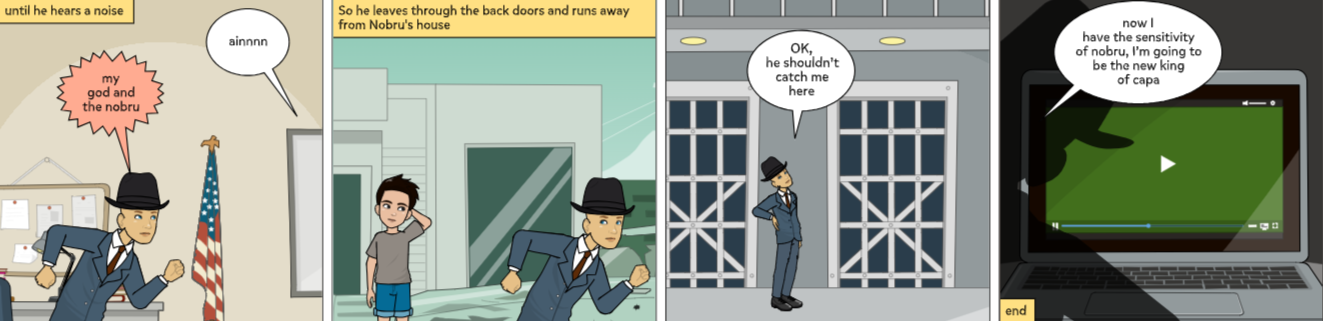 until he hears a noise
ainnnn
my
god and
the nobru
So he leaves through the back doors and runs away
from Nobru's house
OK,
he shouldn't
catch me
here
now I
have the sensitivity
of nobru, I'm going to
be the new king
of capa
end